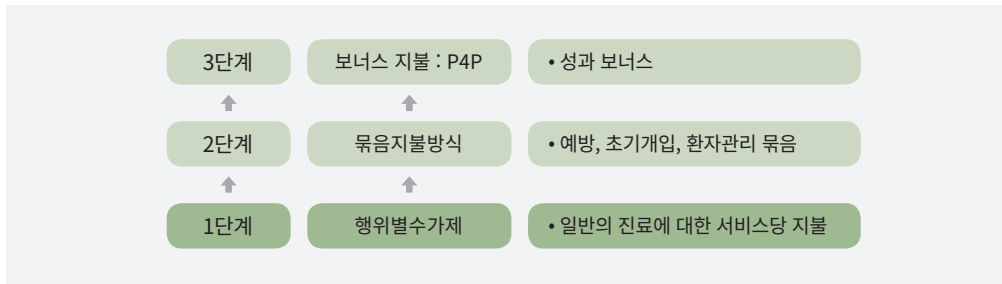 3단계 보너스 지불 : P4P • 성과 보너스
2단계 묶음지불방식 • 예방, 초기개입, 환자관리 묶음
1단계 행위별수가제 • 일반의 진료에 대한 서비스당 지불